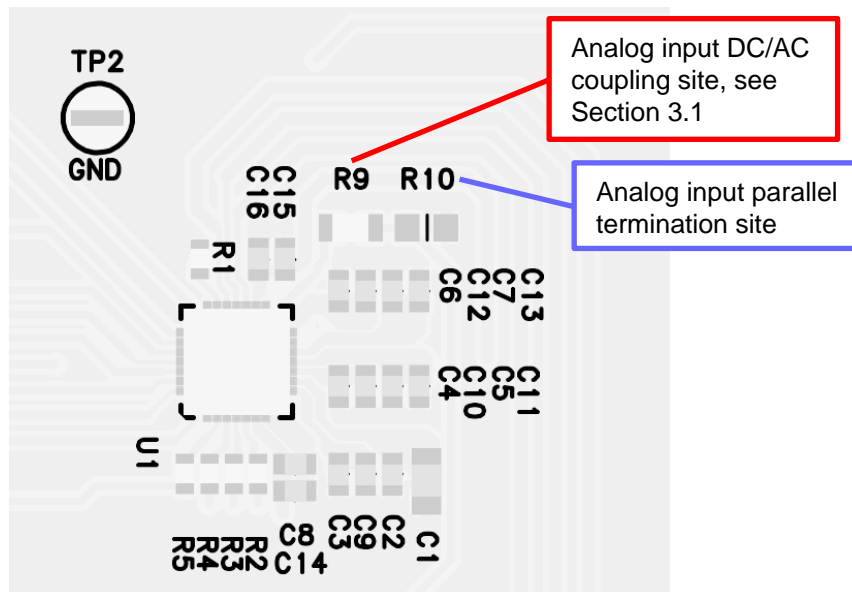 Analog input DC/AC
coupling site, see
Section 3.1
TP2
GND
C16
C15
R9
R10
Analog input parallel
termination site
R1
C6
C12
C7
C13
C4
C10
C5
C11
U1
R5
R4
R3
R2
C8
C14
C3
C9
C2
C1